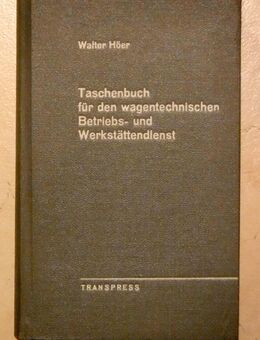 Walter Höer
Taschenbuch
für den wagentechnischen
Betriebs- und
Werkstättendienst
TRANSPRESS